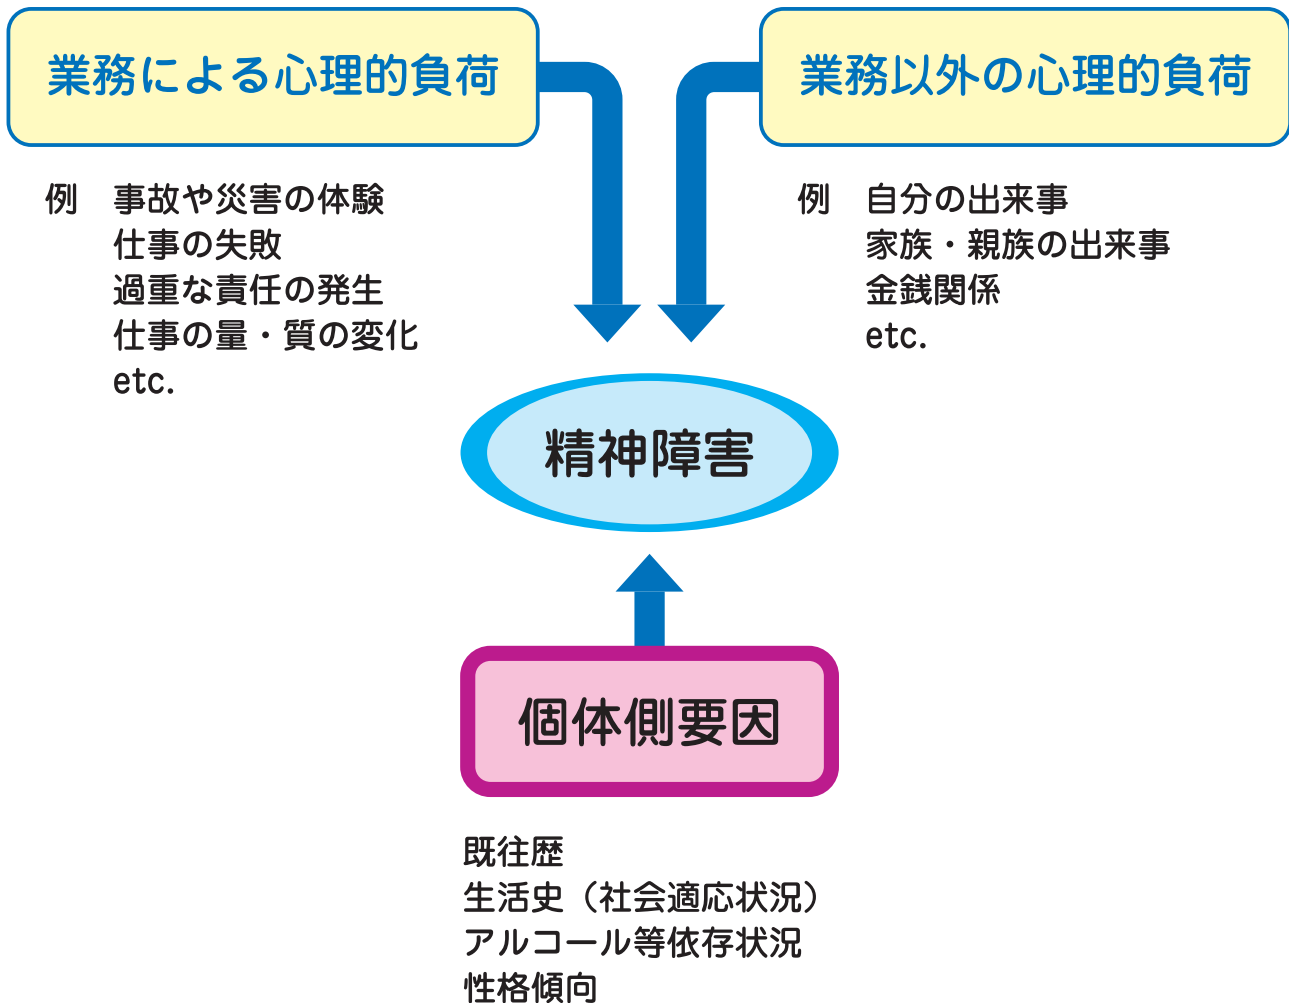 業務による心理的負荷
例　事故や災害の体験
仕事の失敗
過重な責任の発生
仕事の量・質の変化
etc.
業務以外の心理的負荷
例　自分の出来事
家族・親族の出来事
金銭関係
etc.
精神障害
個体側要因
既往歴
生活史（社会適応状況）
アルコール等依存状況
性格傾向